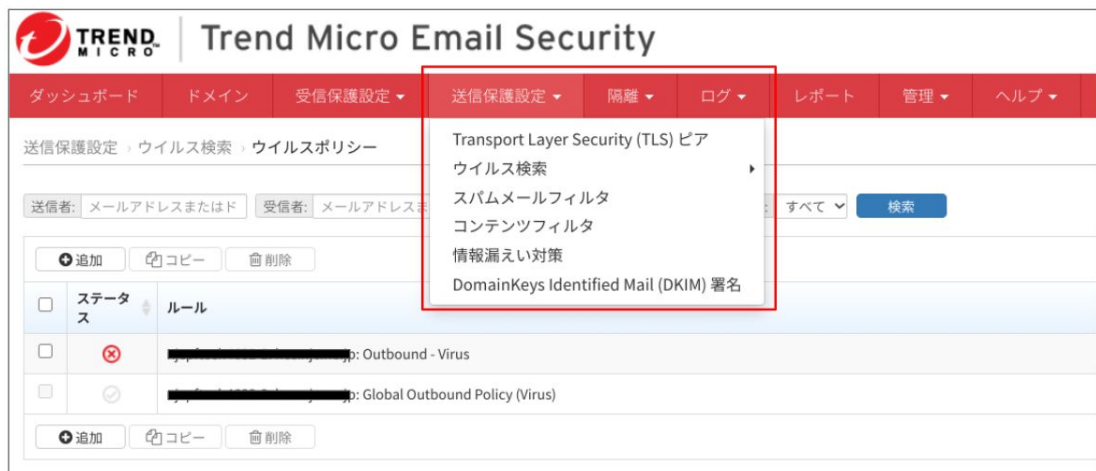 TREND MICRO | Trend Micro Email Security
ダッシュボード ドメイン 受信保護設定 送信保護設定 隔離 ログ レポート 管理 ヘルプ
送信保護設定 › ウイルス検索 › ウイルスポリシー
Transport Layer Security (TLS) ピア
ウイルス検索
スパムメールフィルタ
コンテンツフィルタ
情報漏えい対策
DomainKeys Identified Mail (DKIM) 署名
送信者: メールアドレスまたはド 受信者: メールアドレスま : すべて 検索
追加 コピー 削除
ステータス ルール
p: Outbound - Virus
p: Global Outbound Policy (Virus)
追加 コピー 削除